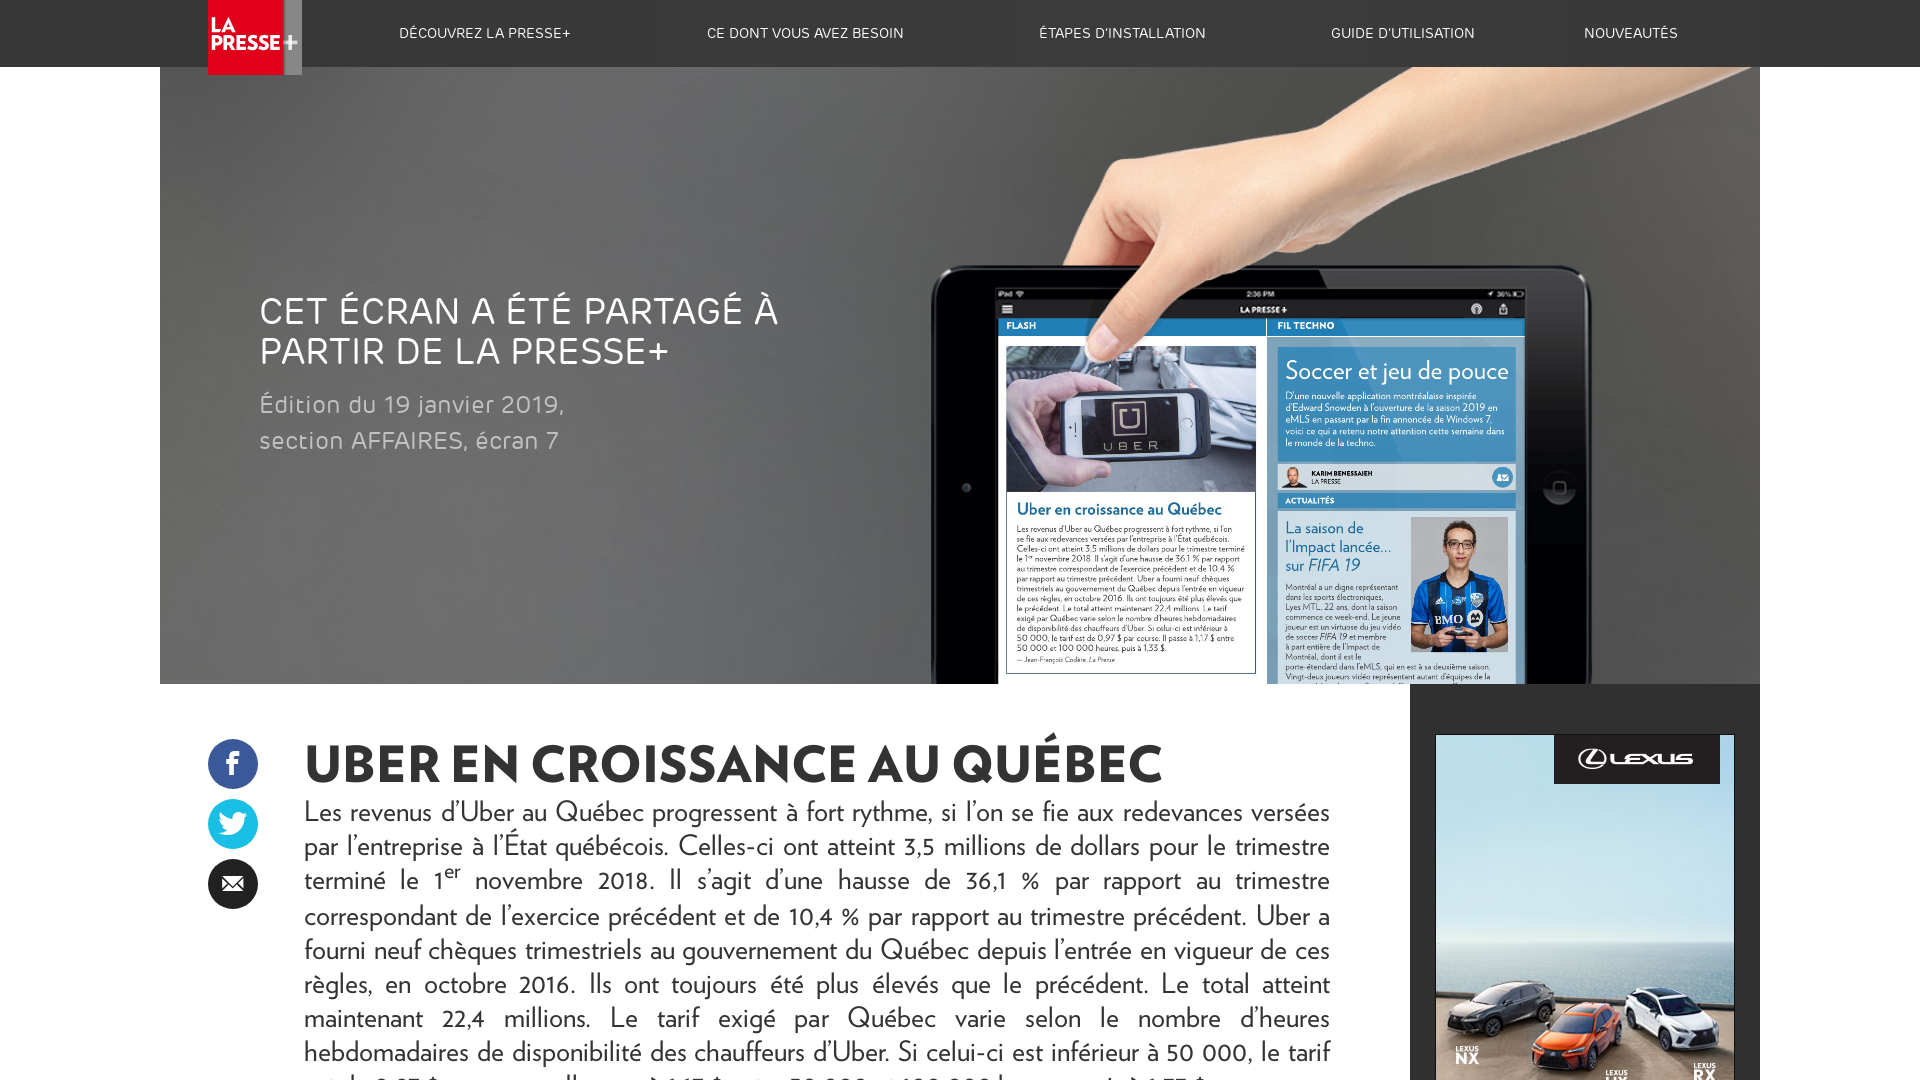 LA PRESSE+
DÉCOUVREZ LA PRESSE+
CE DONT VOUS AVEZ BESOIN
ÉTAPES D'INSTALLATION
GUIDE D'UTILISATION
NOUVEAUTÉS
CET ÉCRAN A ÉTÉ PARTAGÉ À
PARTIR DE LA PRESSE+
Édition du 19 janvier 2019,
section AFFAIRES, écran 7
iPad
2:36 PM
36%
LA PRESSE+
FLASH
UBER
Uber en croissance au Québec
Les revenus d'Uber au Québec progressent à fort rythme, si l'on
se fie aux redevances versées par l'entreprise à l'État québécois.
Celles-ci ont atteint 3,5 millions de dollars pour le trimestre terminé
le 1er novembre 2018. Il s'agit d'une hausse de 36,1 % par rapport
au trimestre correspondant de l'exercice précédent et de 10,4 %
par rapport au trimestre précédent. Uber a fourni neuf chèques
trimestriels au gouvernement du Québec depuis l'entrée en vigueur
de ces règles, en octobre 2016. Ils ont toujours été plus élevés que
le précédent. Le total atteint maintenant 22,4 millions. Le tarif
exigé par Québec varie selon le nombre d'heures hebdomadaires
de disponibilité des chauffeurs d'Uber. Si celui-ci est inférieur à
50 000, le tarif est de 0,97 $ par course. Il passe à 1,17 $ entre
50 000 et 100 000 heures, puis à 1,33 $.
— Jean-François Codère, La Presse
FIL TECHNO
Soccer et jeu de pouce
D'une nouvelle application montréalaise inspirée
d'Edward Snowden à l'ouverture de la saison 2019 en
eMLS en passant par la fin annoncée de Windows 7,
voici ce qui a retenu notre attention cette semaine dans
le monde de la techno.
KARIM BENESSAIEH
LA PRESSE
ACTUALITÉS
La saison de
l'Impact lancée…
sur FIFA 19
Montréal a un digne représentant
dans les sports électroniques,
Lyes MTL, 22 ans, dont la saison
commence ce week-end. Le jeune
joueur est un virtuose du jeu vidéo
de soccer FIFA 19 et membre
à part entière de l'Impact de
Montréal, dont il est le
porte-étendard dans l'eMLS, qui en est à sa deuxième saison.
Vingt-deux joueurs vidéo représentant autant d'équipes de la
BMO
UBER EN CROISSANCE AU QUÉBEC
Les revenus d’Uber au Québec progressent à fort rythme, si l’on se fie aux redevances versées
par l’entreprise à l’État québécois. Celles-ci ont atteint 3,5 millions de dollars pour le trimestre
terminé le 1er novembre 2018. Il s’agit d’une hausse de 36,1 % par rapport au trimestre
correspondant de l’exercice précédent et de 10,4 % par rapport au trimestre précédent. Uber a
fourni neuf chèques trimestriels au gouvernement du Québec depuis l’entrée en vigueur de ces
règles, en octobre 2016. Ils ont toujours été plus élevés que le précédent. Le total atteint
maintenant 22,4 millions. Le tarif exigé par Québec varie selon le nombre d’heures
hebdomadaires de disponibilité des chauffeurs d’Uber. Si celui-ci est inférieur à 50 000, le tarif
LEXUS
LEXUS
NX
LEXUS
LEXUS
RX